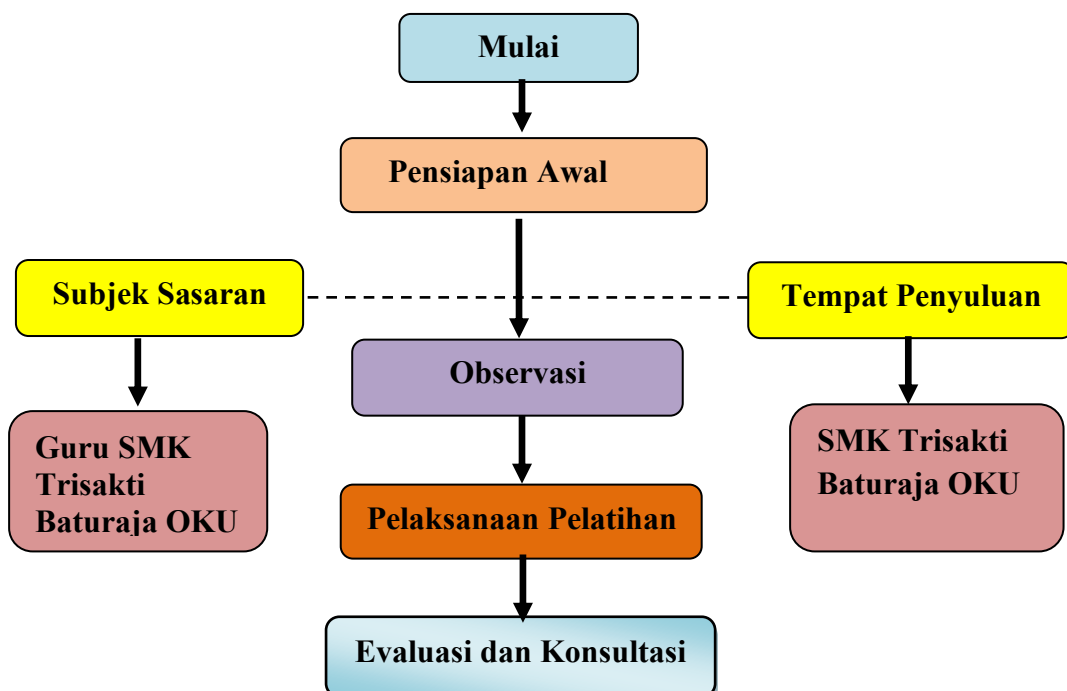 Mulai
Pensiapan Awal
Subjek Sasaran
Tempat Penyuluan
Observasi
Guru SMK
Trisakti
Baturaja OKU
SMK Trisakti
Baturaja OKU
Pelaksanaan Pelatihan
Evaluasi dan Konsultasi